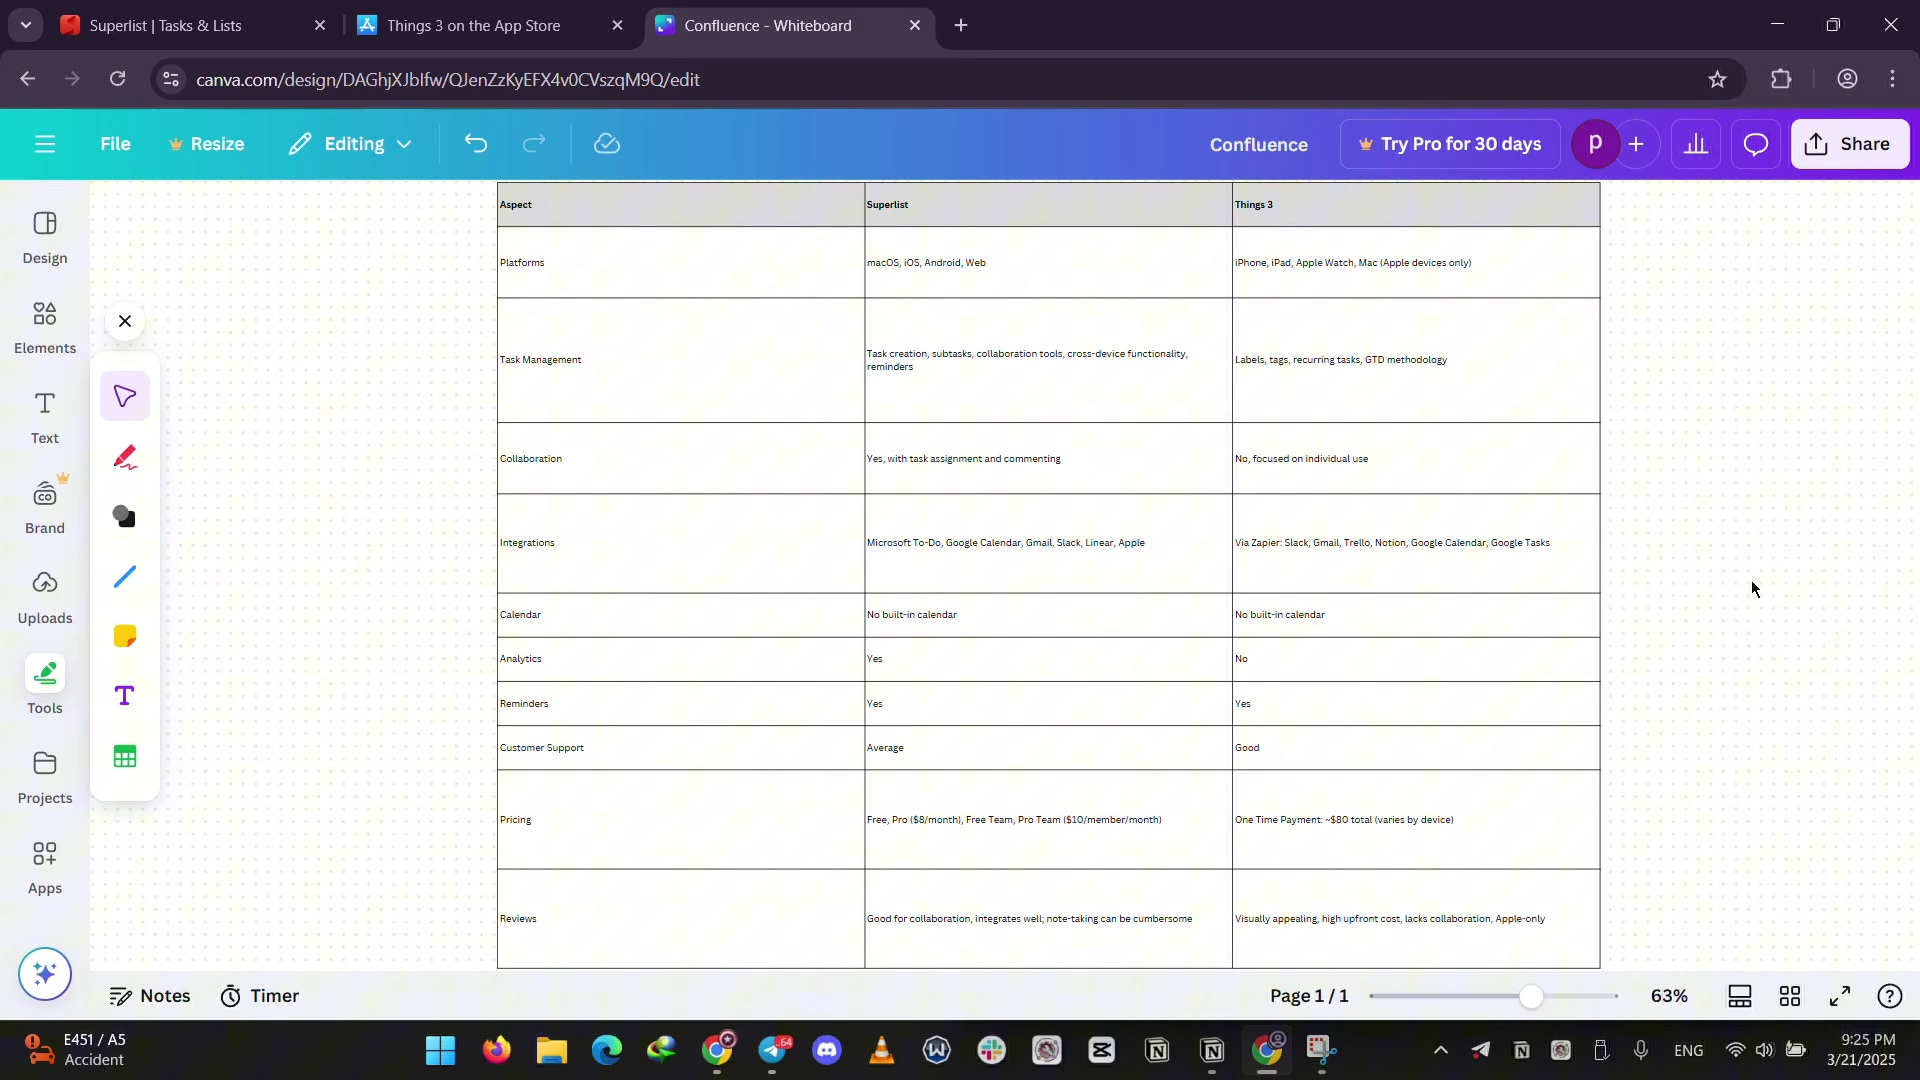 Superlist | Tasks & Lists
Things 3 on the App Store
Confluence - Whiteboard
canva.com/design/DAGhjXJbIfw/QJenZzKyEFX4v0CVszqM9Q/edit
File
Resize
Editing
Confluence
Try Pro for 30 days
p
Share
Design
Elements
Text
Brand
Uploads
Tools
Projects
Apps
Aspect
Superlist
Things 3
Platforms
macOS, iOS, Android, Web
iPhone, iPad, Apple Watch, Mac (Apple devices only)
Task Management
Task creation, subtasks, collaboration tools, cross-device functionality,
reminders
Labels, tags, recurring tasks, GTD methodology
Collaboration
Yes, with task assignment and commenting
No, focused on individual use
Integrations
Microsoft To-Do, Google Calendar, Gmail, Slack, Linear, Apple
Via Zapier: Slack, Gmail, Trello, Notion, Google Calendar, Google Tasks
Calendar
No built-in calendar
No built-in calendar
Analytics
Yes
No
Reminders
Yes
Yes
Customer Support
Average
Good
Pricing
Free, Pro ($8/month), Free Team, Pro Team ($10/member/month)
One Time Payment: ~$80 total (varies by device)
Reviews
Good for collaboration, integrates well; note-taking can be cumbersome
Visually appealing, high upfront cost, lacks collaboration, Apple-only
Notes
Timer
Page 1 / 1
63%
E451 / A5
Accident
64
ENG
9:25 PM
3/21/2025